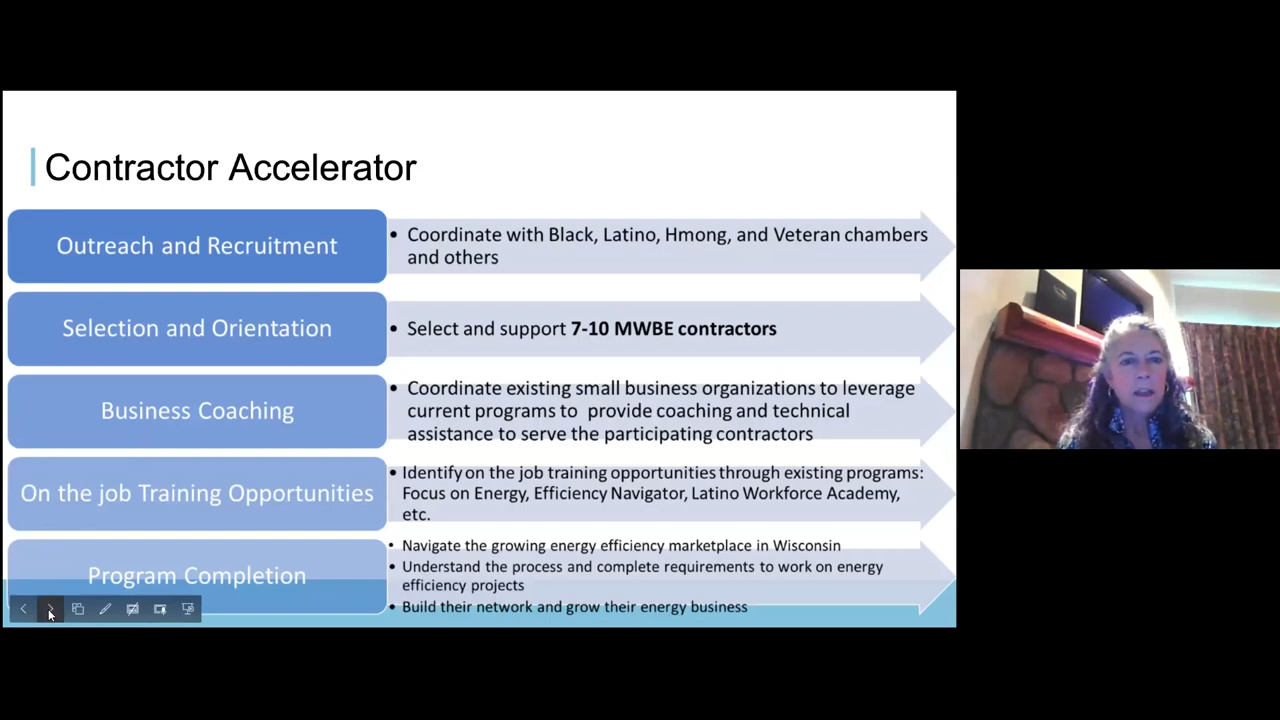 Contractor Accelerator
Outreach and Recruitment
• Coordinate with Black, Latino, Hmong, and Veteran chambers
and others
Selection and Orientation
• Select and support 7-10 MWBE contractors
Business Coaching
• Coordinate existing small business organizations to leverage
current programs to provide coaching and technical
assistance to serve the participating contractors
On the job Training Opportunities
• Identify on the job training opportunities through existing programs:
Focus on Energy, Efficiency Navigator, Latino Workforce Academy,
etc.
Program Completion
• Navigate the growing energy efficiency marketplace in Wisconsin
• Understand the process and complete requirements to work on energy
efficiency projects
• Build their network and grow their energy business